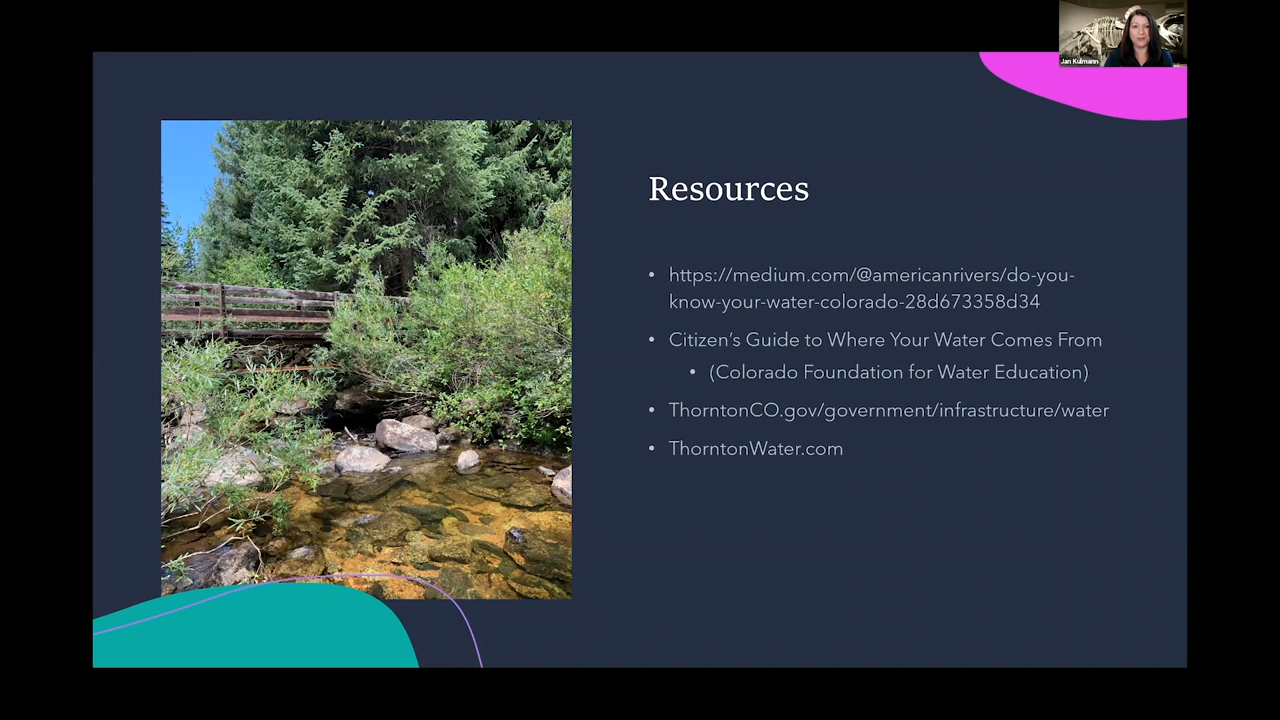 Jan Kulmann
Resources
• https://medium.com/@americanrivers/do-you-
know-your-water-colorado-28d673358d34
• Citizen's Guide to Where Your Water Comes From
• (Colorado Foundation for Water Education)
• ThorntonCO.gov/government/infrastructure/water
• ThorntonWater.com